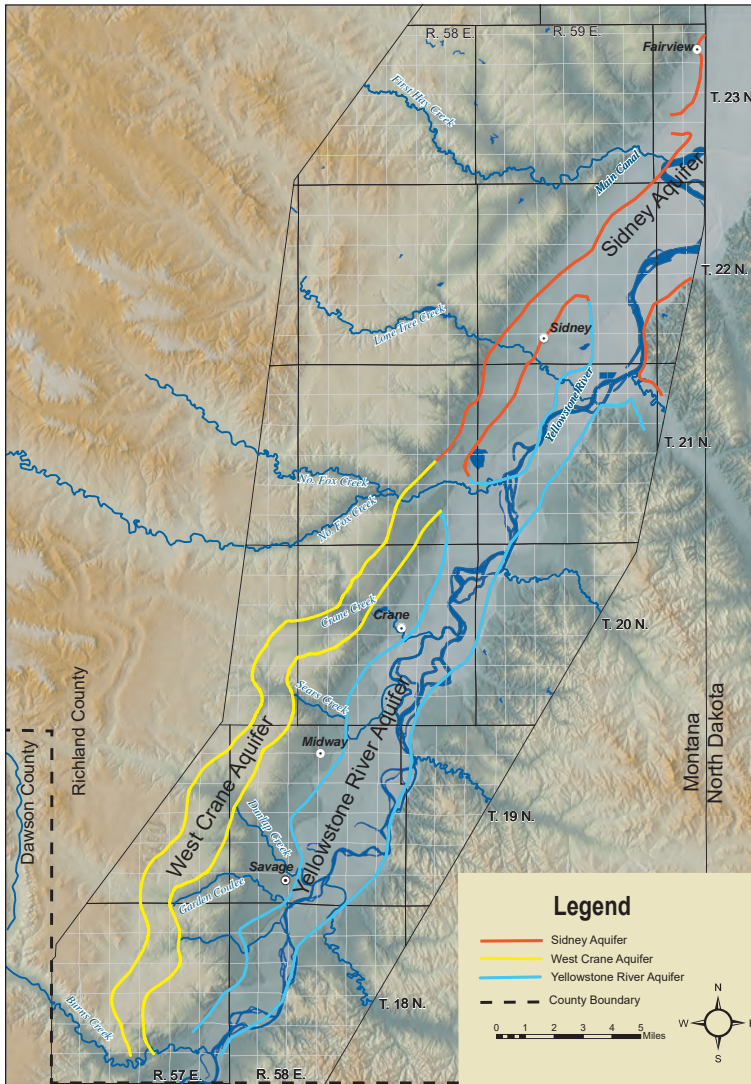 R. 58 E.
R. 59 E.
Fairview
T. 23 N.
First Hay Creek
Main Canal
Sidney Aquifer
T. 22 N.
Lone Tree Creek
Sidney
Yellowstone River
T. 21 N.
No. Fox Creek
No. Fox Creek
Crane Creek
Crane
T. 20 N.
Sears Creek
Richland County
Dawson County
Midway
Montana
North Dakota
West Crane Aquifer
Yellowstone River Aquifer
T. 19 N.
Dunlup Creek
Savage
Garden Coulee
T. 18 N.
Burns Creek
R. 57 E.
R. 58 E.
Legend
Sidney Aquifer
West Crane Aquifer
Yellowstone River Aquifer
County Boundary
0 1 2 3 4 5
Miles
N
W E
S